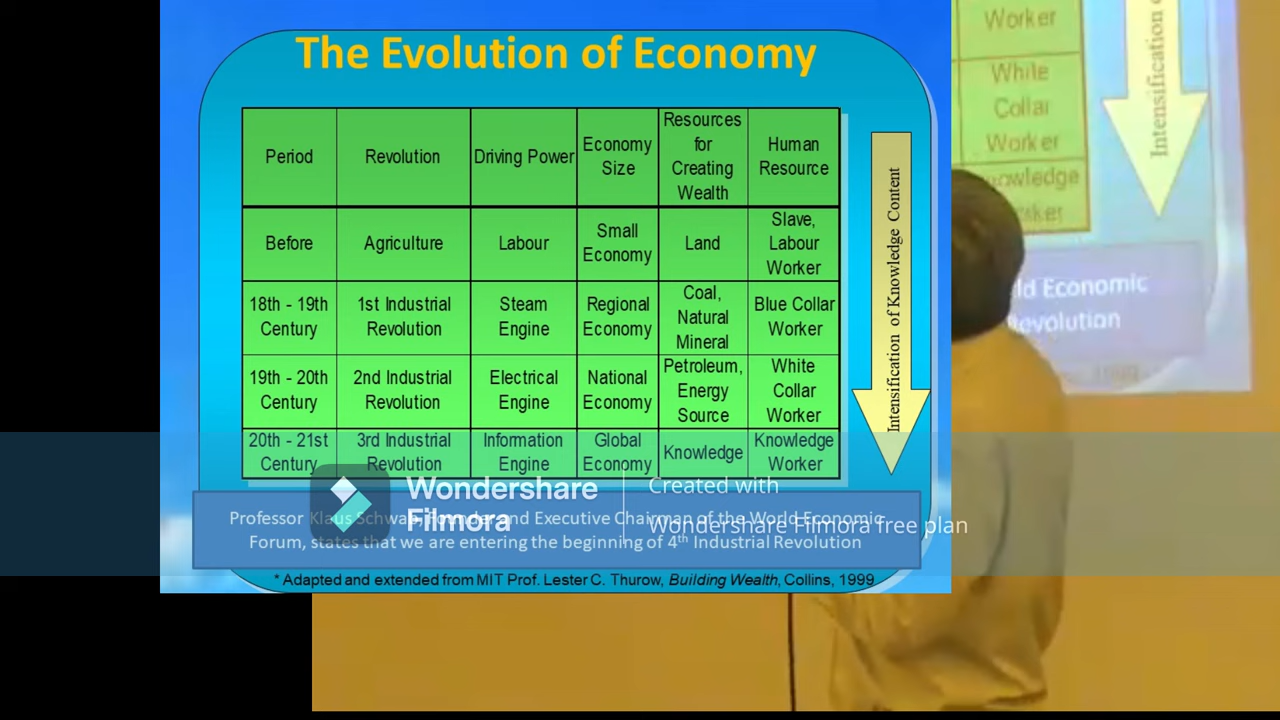 The Evolution of Economy
Period
Revolution
Driving Power
Economy
Size
Resources
for
Creating
Wealth
Human
Resource
Before
Agriculture
Labour
Small
Economy
Land
Slave,
Labour
Worker
18th - 19th
Century
1st Industrial
Revolution
Steam
Engine
Regional
Economy
Coal,
Natural
Mineral
Blue Collar
Worker
19th - 20th
Century
2nd Industrial
Revolution
Electrical
Engine
National
Economy
Petroleum,
Energy
Source
White
Collar
Worker
20th - 21st
Century
3rd Industrial
Revolution
Information
Engine
Global
Economy
Knowledge
Knowledge
Worker
Intensification of Knowledge Content
Professor Klaus Schwab, Founder and Executive Chairman of the World Economic
Forum, states that we are entering the beginning of 4th Industrial Revolution
* Adapted and extended from MIT Prof. Lester C. Thurow, Building Wealth, Collins, 1999
Wondershare
Filmora
Created with
Wondershare Filmora free plan
Worker
White
Collar
Worker
Intensification
Economic